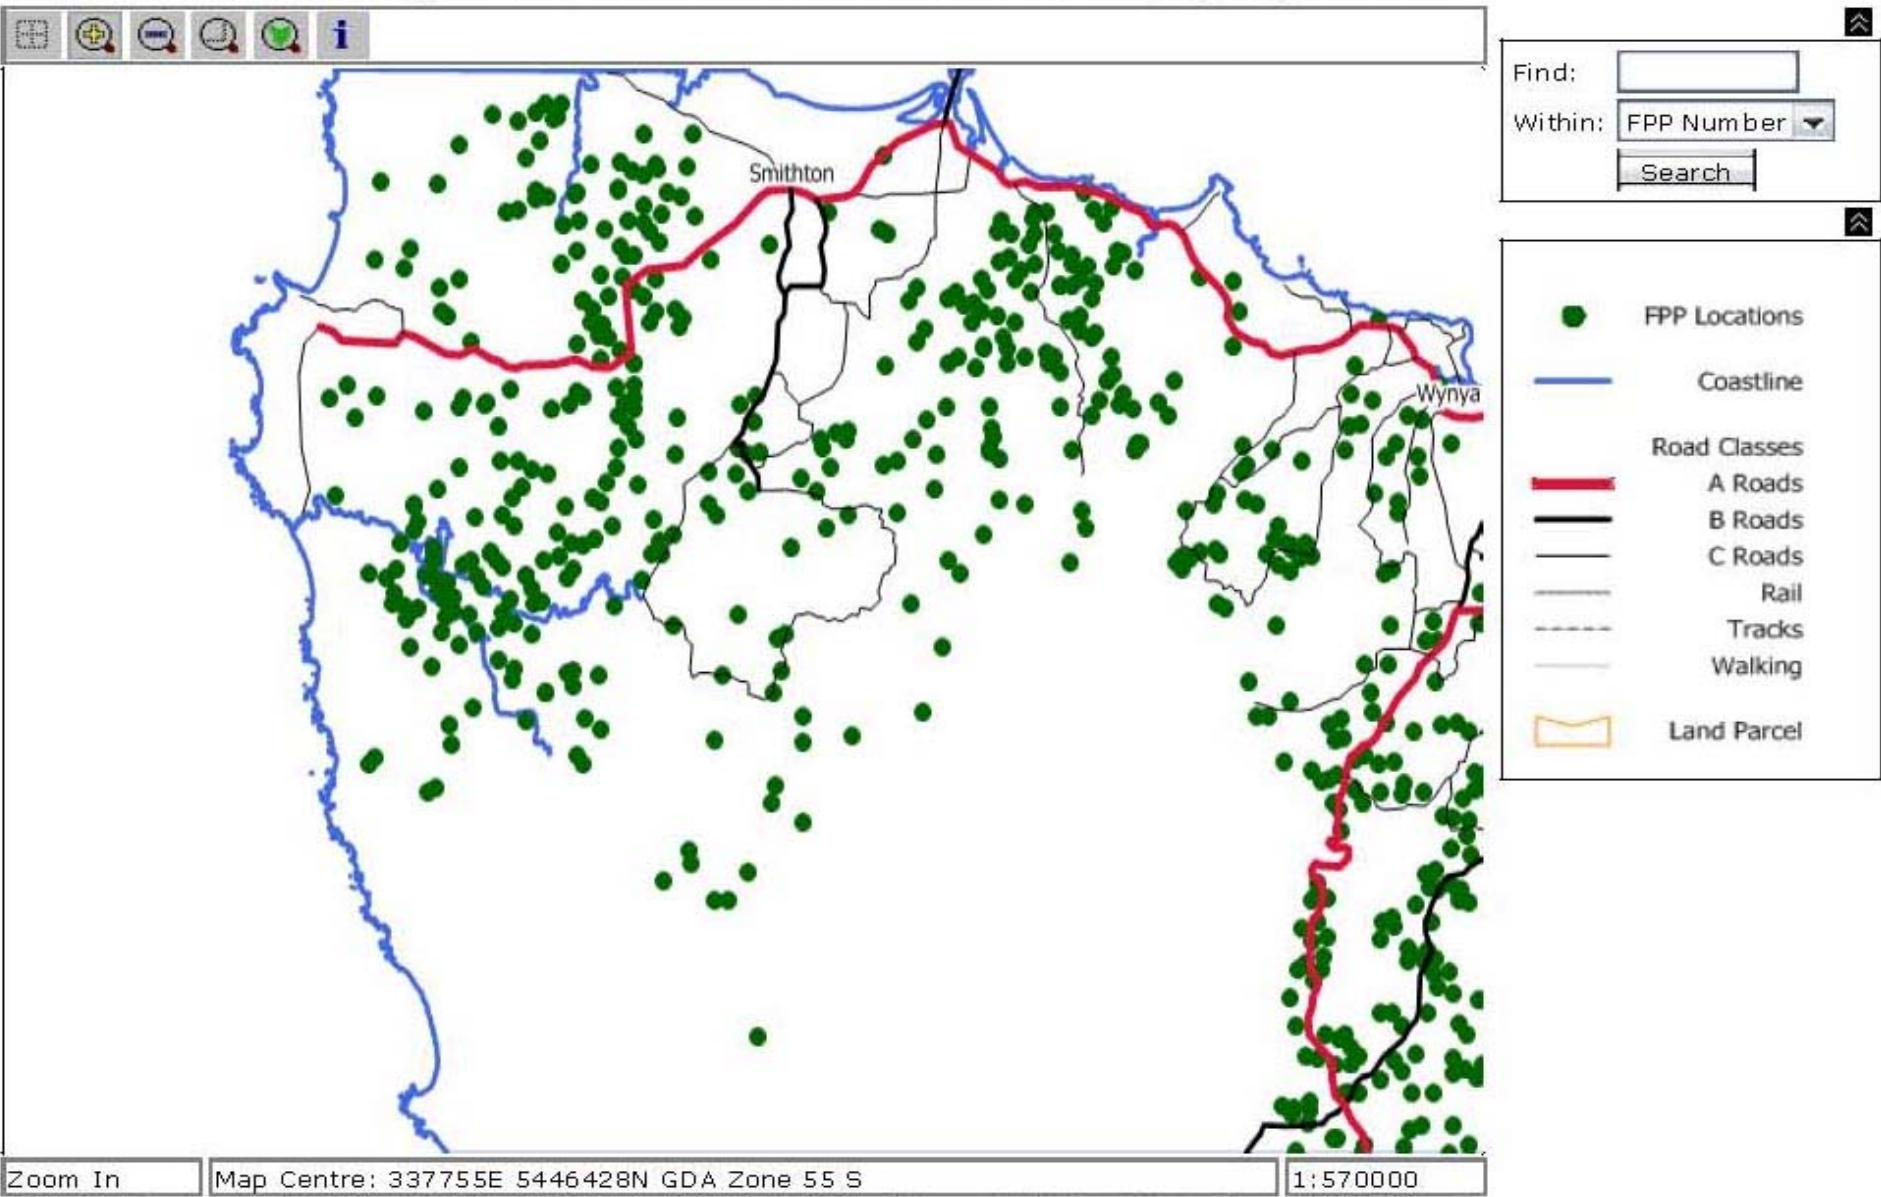 i
Find:
Within: FPP Number
Search
Smithton
Wynya
FPP Locations
Coastline
Road Classes
A Roads
B Roads
C Roads
Rail
Tracks
Walking
Land Parcel
Zoom In
Map Centre: 337755E 5446428N GDA Zone 55 S
1:570000